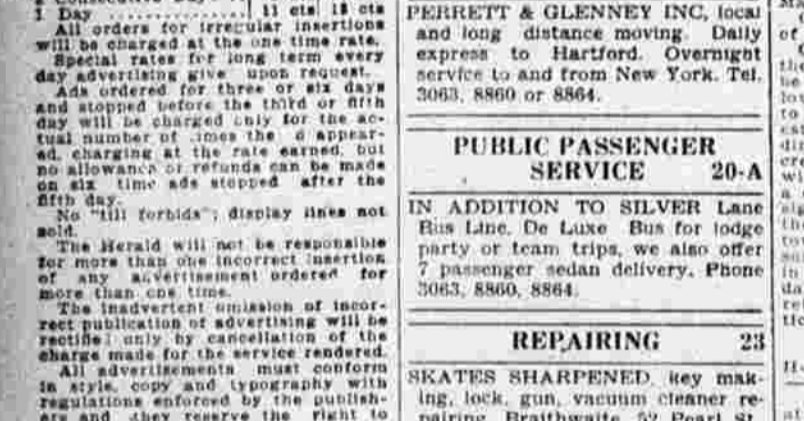 1 Day .............. 11 cts 13 cts
All orders for irregular insertions
will be charged at the one time rate.
Special rates for long term every
day advertising give upon request.
Ads ordered for three or six days
and stopped before the third or fifth
day will be charged only for the ac-
tual number of times the d appear-
ed, charging at the rate earned, but
no allowance or refunds can be made
on six time ads stopped after the
fifth day.
No "till forbids"; display lines not
sold.
The Herald will not be responsible
for more than one incorrect insertion
of any advertisement ordered for
more than one time.
The inadvertent omission of incor-
rect publication of advertising will be
rectified only by cancellation of the
charge made for the service rendered.
All advertisements must conform
in style, copy and typography with
regulations enforced by the publish-
ers and they reserve the right to
PERRETT & GLENNEY INC, local
and long distance moving. Daily
express to Hartford. Overnight
service to and from New York. Tel.
3063, 8860 or 8864.
PUBLIC PASSENGER
SERVICE 20-A
IN ADDITION TO SILVER Lane
Bus Line, De Luxe Bus for lodge
party or team trips, we also offer
7 passenger sedan delivery. Phone
3063, 8860, 8864.
REPAIRING 23
SKATES SHARPENED, key mak-
ing, lock, gun, vacuum cleaner re-
pairing. Braithwaite, 52 Pearl St.